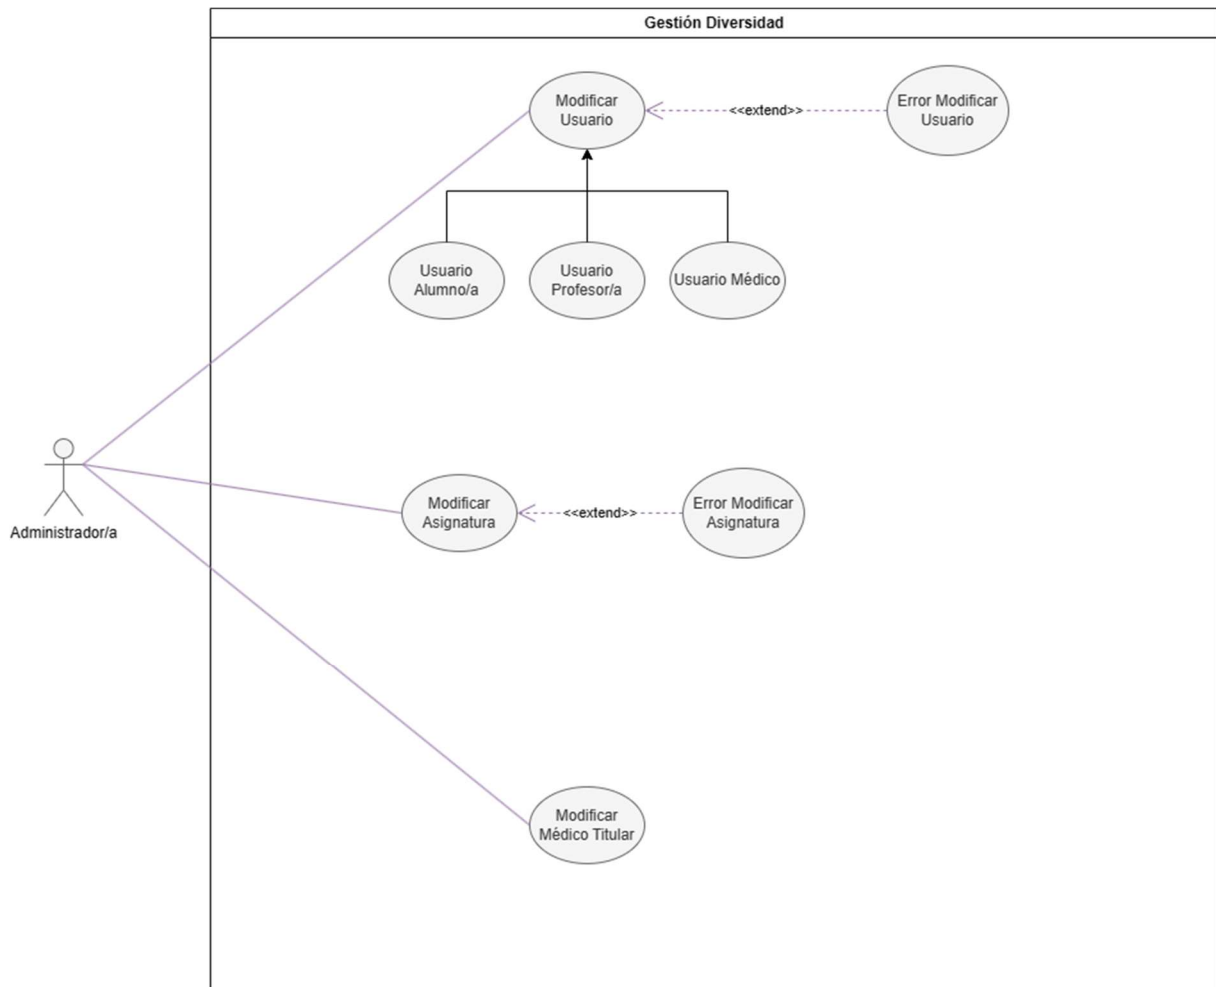 Gestión Diversidad
Modificar
Usuario
<<extend>>
Error Modificar
Usuario
Usuario
Alumno/a
Usuario
Profesor/a
Usuario Médico
Administrador/a
Modificar
Asignatura
<<extend>>
Error Modificar
Asignatura
Modificar
Médico Titular